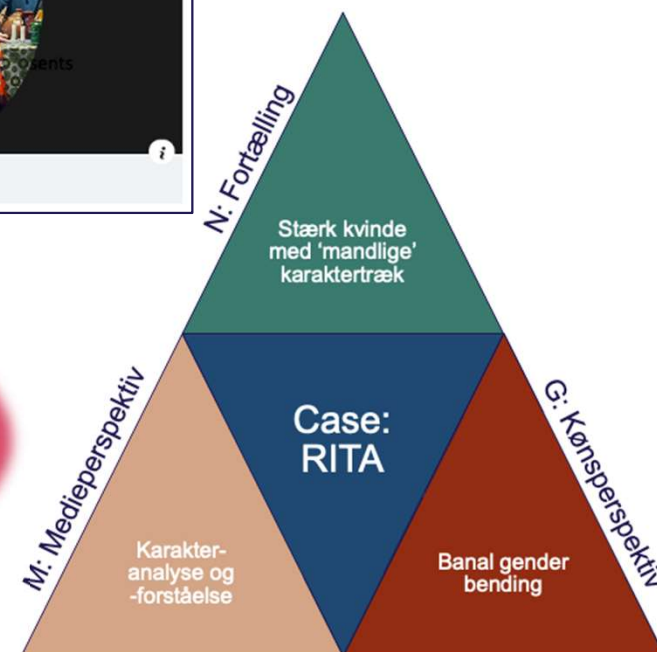 sents
i
N: Fortælling
Stærk kvinde
med ‘mandlige’
karaktertræk
M: Medieperspektiv
G: Kønsperspektiv
Case:
RITA
Karakter-
analyse og
-forståelse
Banal gender
bending